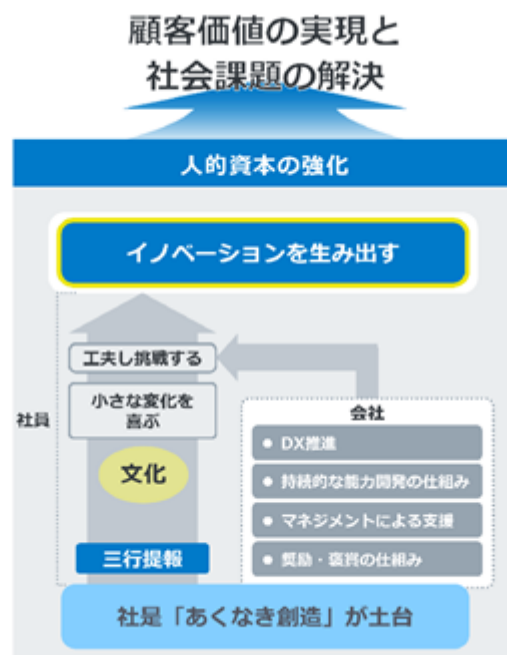 顧客価値の実現と
社会課題の解決
人的資本の強化
イノベーションを生み出す
工夫し挑戦する
小さな変化を
喜ぶ
社員
文化
三行提報
会社
● DX推進
● 持続的な能力開発の仕組み
● マネジメントによる支援
● 奨励・褒賞の仕組み
社是「あくなき創造」が土台